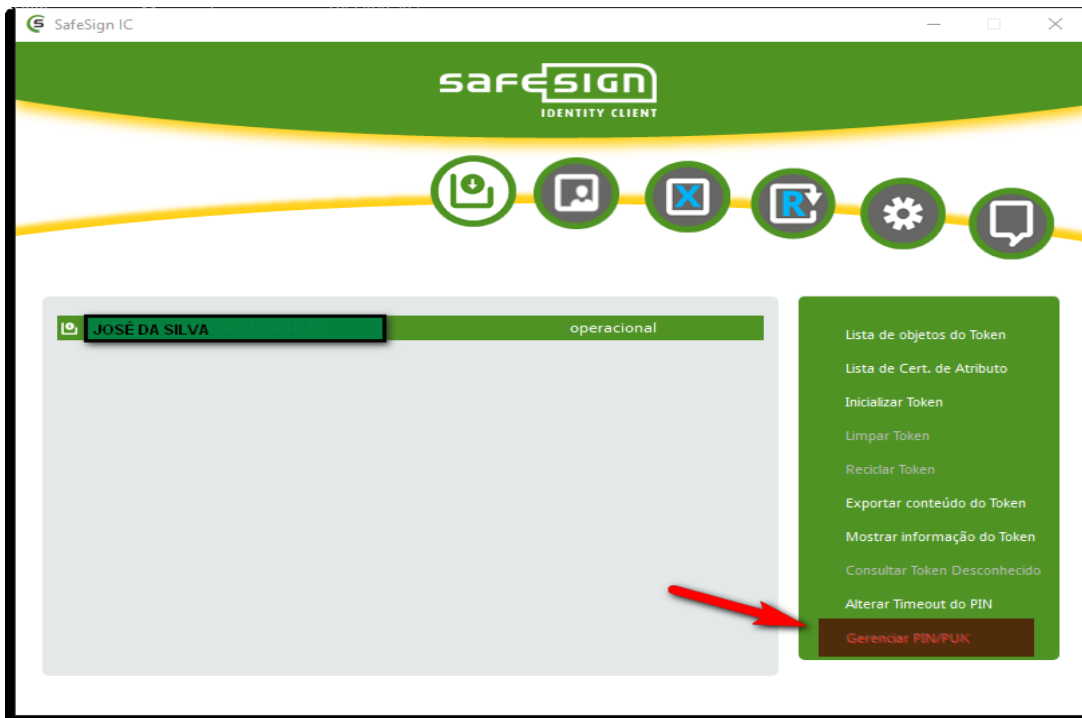 SafeSign IC
safesign
IDENTITY CLIENT
X
R
JOSÉ DA SILVA operacional
Lista de objetos do Token
Lista de Cert. de Atributo
Inicializar Token
Limpar Token
Reciclar Token
Exportar conteúdo do Token
Mostrar informação do Token
Consultar Token Desconhecido
Alterar Timeout do PIN
Gerenciar PIN/PUK